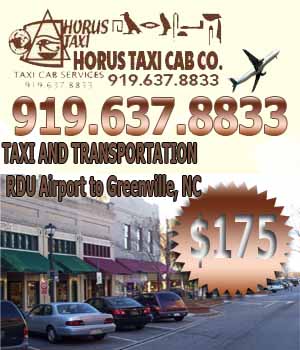 HORUS
TAXI
TAXI CAB SERVICES
919.637.8833
HORUS TAXI CAB CO.
919.637.8833
919.637.8833
TAXI AND TRANSPORTATION
RDU Airport to Greenville, NC
$175